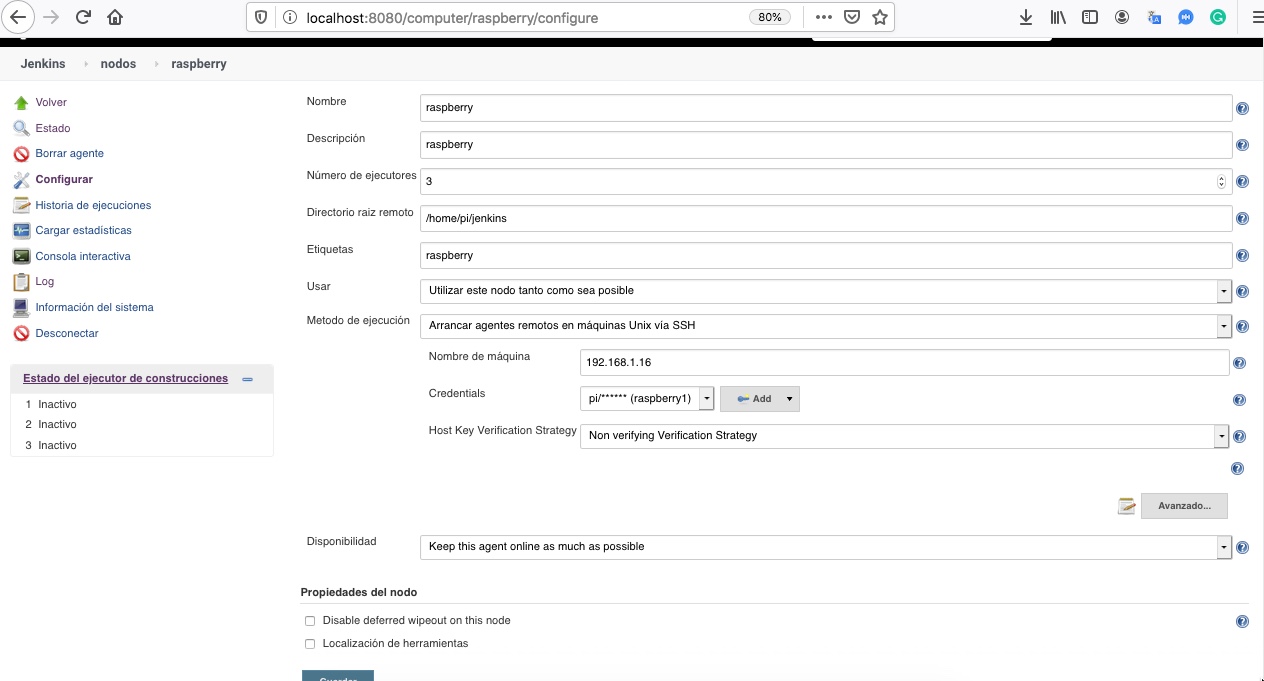 localhost:8080/computer/raspberry/configure
80%
Jenkins nodos raspberry
Volver
Estado
Borrar agente
Configurar
Historia de ejecuciones
Cargar estadísticas
Consola interactiva
Log
Información del sistema
Desconectar
Estado del ejecutor de construcciones
1 Inactivo
2 Inactivo
3 Inactivo
Nombre
raspberry
Descripción
raspberry
Número de ejecutores
3
Directorio raiz remoto
/home/pi/jenkins
Etiquetas
raspberry
Usar
Utilizar este nodo tanto como sea posible
Metodo de ejecución
Arrancar agentes remotos en máquinas Unix vía SSH
Nombre de máquina
192.168.1.16
Credentials
pi/****** (raspberry1)
Add
Host Key Verification Strategy
Non verifying Verification Strategy
Avanzado...
Disponibilidad
Keep this agent online as much as possible
Propiedades del nodo
Disable deferred wipeout on this node
Localización de herramientas
Guardar